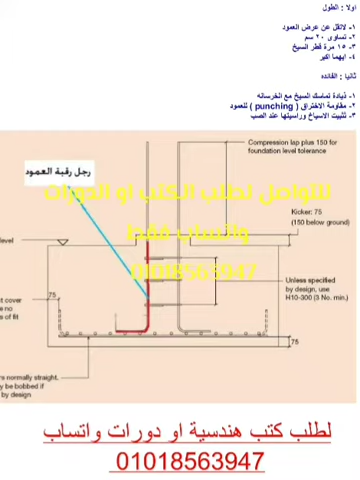 اولا : الطول
١- لاتقل عن عرض العمود
٢- تساوى ٢٠ سم
٣- ١٥ مرة قطر السيخ
٤- ايهما اكبر
ثانيا : الفائده
١- زيادة تماسك السيخ مع الخرسانه
٢- مقاومة الاختراق ( punching ) للعمود
٣- تثبيت الاسياخ وراسيتها عند الصب
Compression lap plus 150 for
foundation level tolerance
رجل رقبة العمود
للتواصل لطلب الكتب او الدورات
واتساب فقط
01018563947
Kicker: 75
(150 below ground)
level
75
t cover
e no
e of fit
Unless specified
by design, use
H10-300 (3 No. min.)
75
rs normally straight,
y be bobbed if
by design
لطلب كتب هندسية او دورات واتساب
01018563947